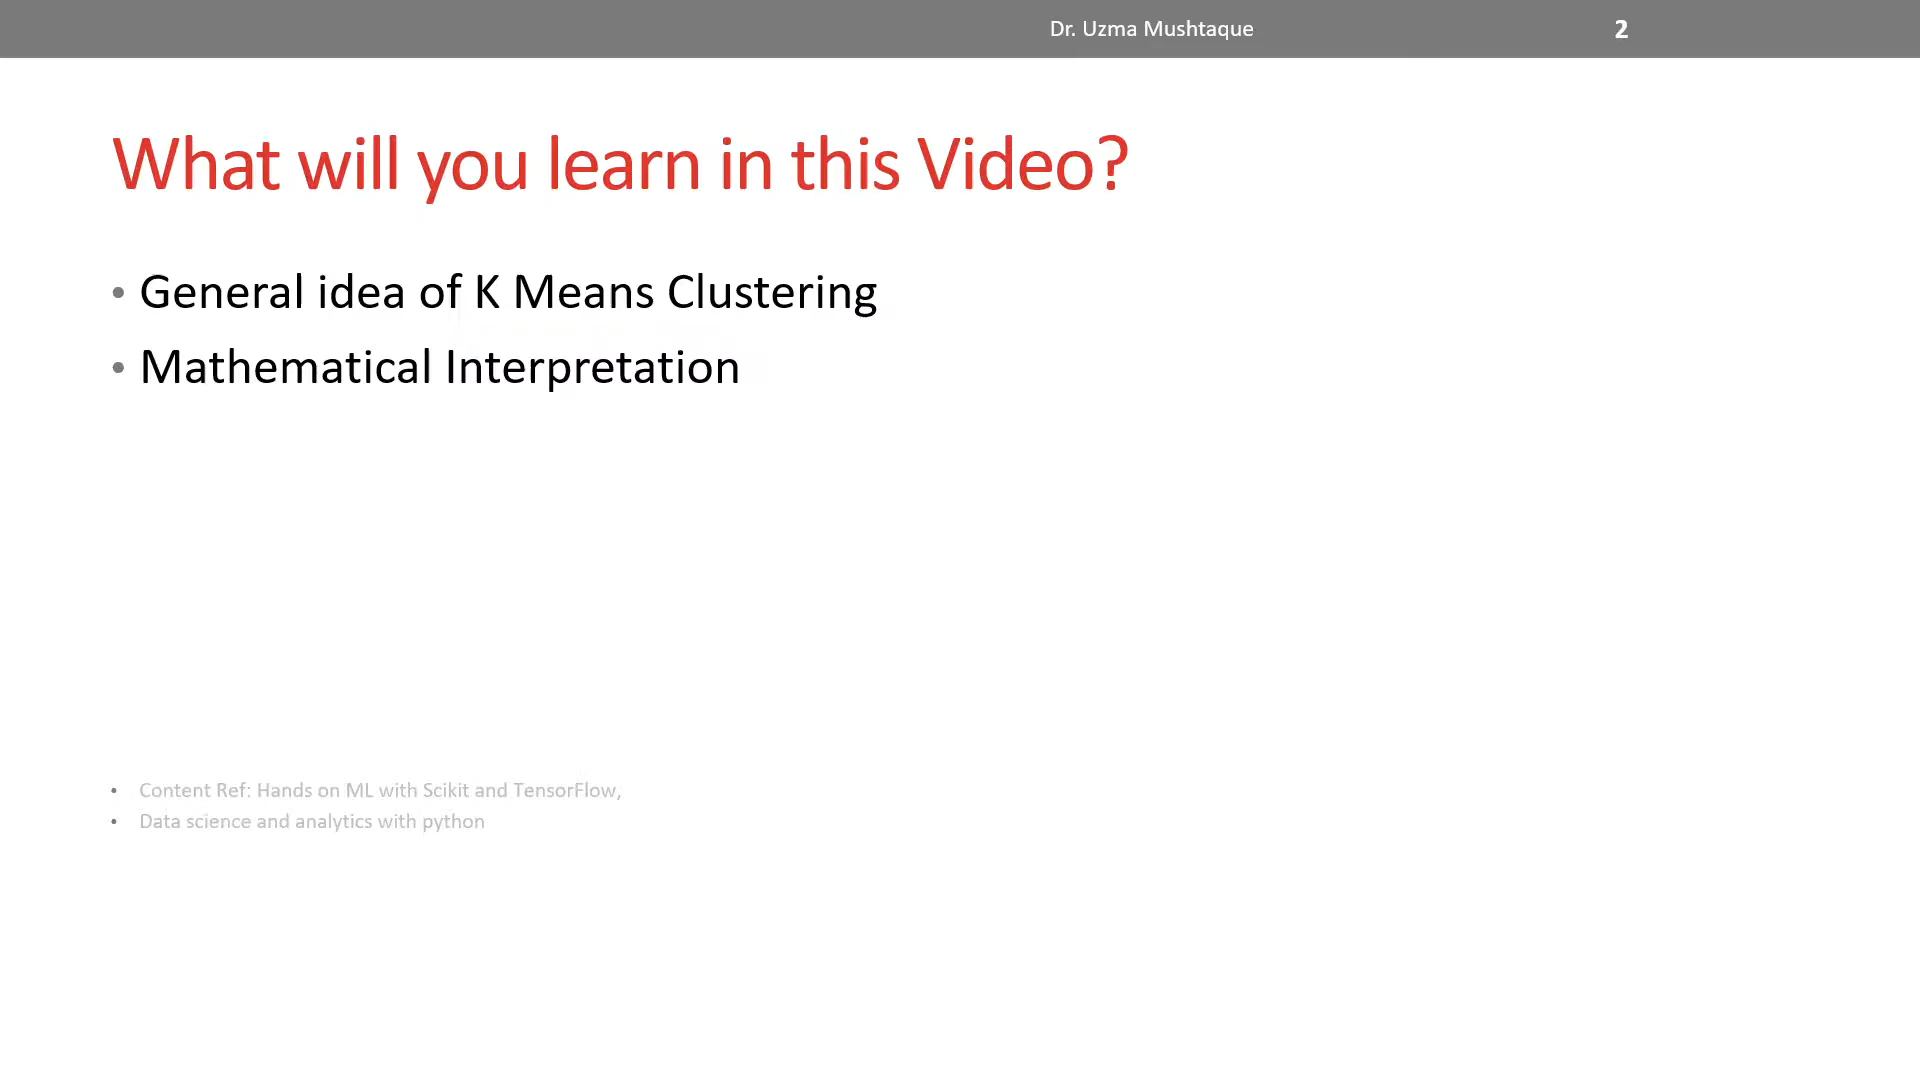 Dr. Uzma Mushtaque 2
What will you learn in this Video?
• General idea of K Means Clustering
• Mathematical Interpretation
• Content Ref: Hands on ML with Scikit and TensorFlow,
• Data science and analytics with python